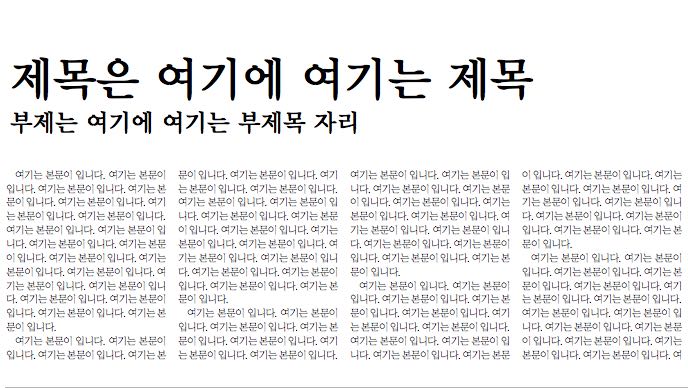 제목은 여기에 여기는 제목
부제는 여기에 여기는 부제목 자리
여기는 본문이 입니다. 여기는 본문이
입니다. 여기는 본문이 입니다. 여기는 본
문이 입니다. 여기는 본문이 입니다. 여기
는 본문이 입니다. 여기는 본문이 입니다.
여기는 본문이 입니다. 여기는 본문이 입
니다. 여기는 본문이 입니다. 여기는 본문
이 입니다. 여기는 본문이 입니다. 여기는
본문이 입니다. 여기는 본문이 입니다. 여
기는 본문이 입니다. 여기는 본문이 입니
다. 여기는 본문이 입니다. 여기는 본문이
입니다. 여기는 본문이 입니다. 여기는 본
문이 입니다.
여기는 본문이 입니다. 여기는 본문이
입니다. 여기는 본문이 입니다. 여기는 본
문이 입니다. 여기는 본문이 입니다. 여기
는 본문이 입니다. 여기는 본문이 입니다.
여기는 본문이 입니다. 여기는 본문이 입
니다. 여기는 본문이 입니다. 여기는 본문
이 입니다. 여기는 본문이 입니다. 여기는
본문이 입니다. 여기는 본문이 입니다. 여
기는 본문이 입니다. 여기는 본문이 입니
다. 여기는 본문이 입니다. 여기는 본문이
입니다. 여기는 본문이 입니다. 여기는 본
문이 입니다.
여기는 본문이 입니다. 여기는 본문이
입니다. 여기는 본문이 입니다. 여기는 본
문이 입니다. 여기는 본문이 입니다. 여기
는 본문이 입니다. 여기는 본문이 입니다.
여기는 본문이 입니다. 여기는 본문이 입
니다. 여기는 본문이 입니다. 여기는 본문
이 입니다. 여기는 본문이 입니다. 여기는
본문이 입니다. 여기는 본문이 입니다. 여
기는 본문이 입니다. 여기는 본문이 입니
다. 여기는 본문이 입니다. 여기는 본문이
입니다. 여기는 본문이 입니다. 여기는 본
문이 입니다.
여기는 본문이 입니다. 여기는 본문이
입니다. 여기는 본문이 입니다. 여기는 본
문이 입니다. 여기는 본문이 입니다. 여기
는 본문이 입니다. 여기는 본문이 입니다.
여기는 본문이 입니다. 여기는 본문이 입
니다. 여기는 본문이 입니다. 여기는 본문
이 입니다. 여기는 본문이 입니다. 여기는
본문이 입니다. 여기는 본문이 입니다. 여
기는 본문이 입니다. 여기는 본문이 입니
다. 여기는 본문이 입니다. 여기는 본문이
입니다. 여기는 본문이 입니다. 여기는 본
문이 입니다.
여기는 본문이 입니다. 여기는 본문이
입니다. 여기는 본문이 입니다. 여기는 본
문이 입니다. 여기는 본문이 입니다. 여기
는 본문이 입니다. 여기는 본문이 입니다.
여기는 본문이 입니다. 여기는 본문이 입
니다. 여기는 본문이 입니다. 여기는 본문
이 입니다. 여기는 본문이 입니다. 여기는
본문이 입니다. 여기는 본문이 입니다. 여